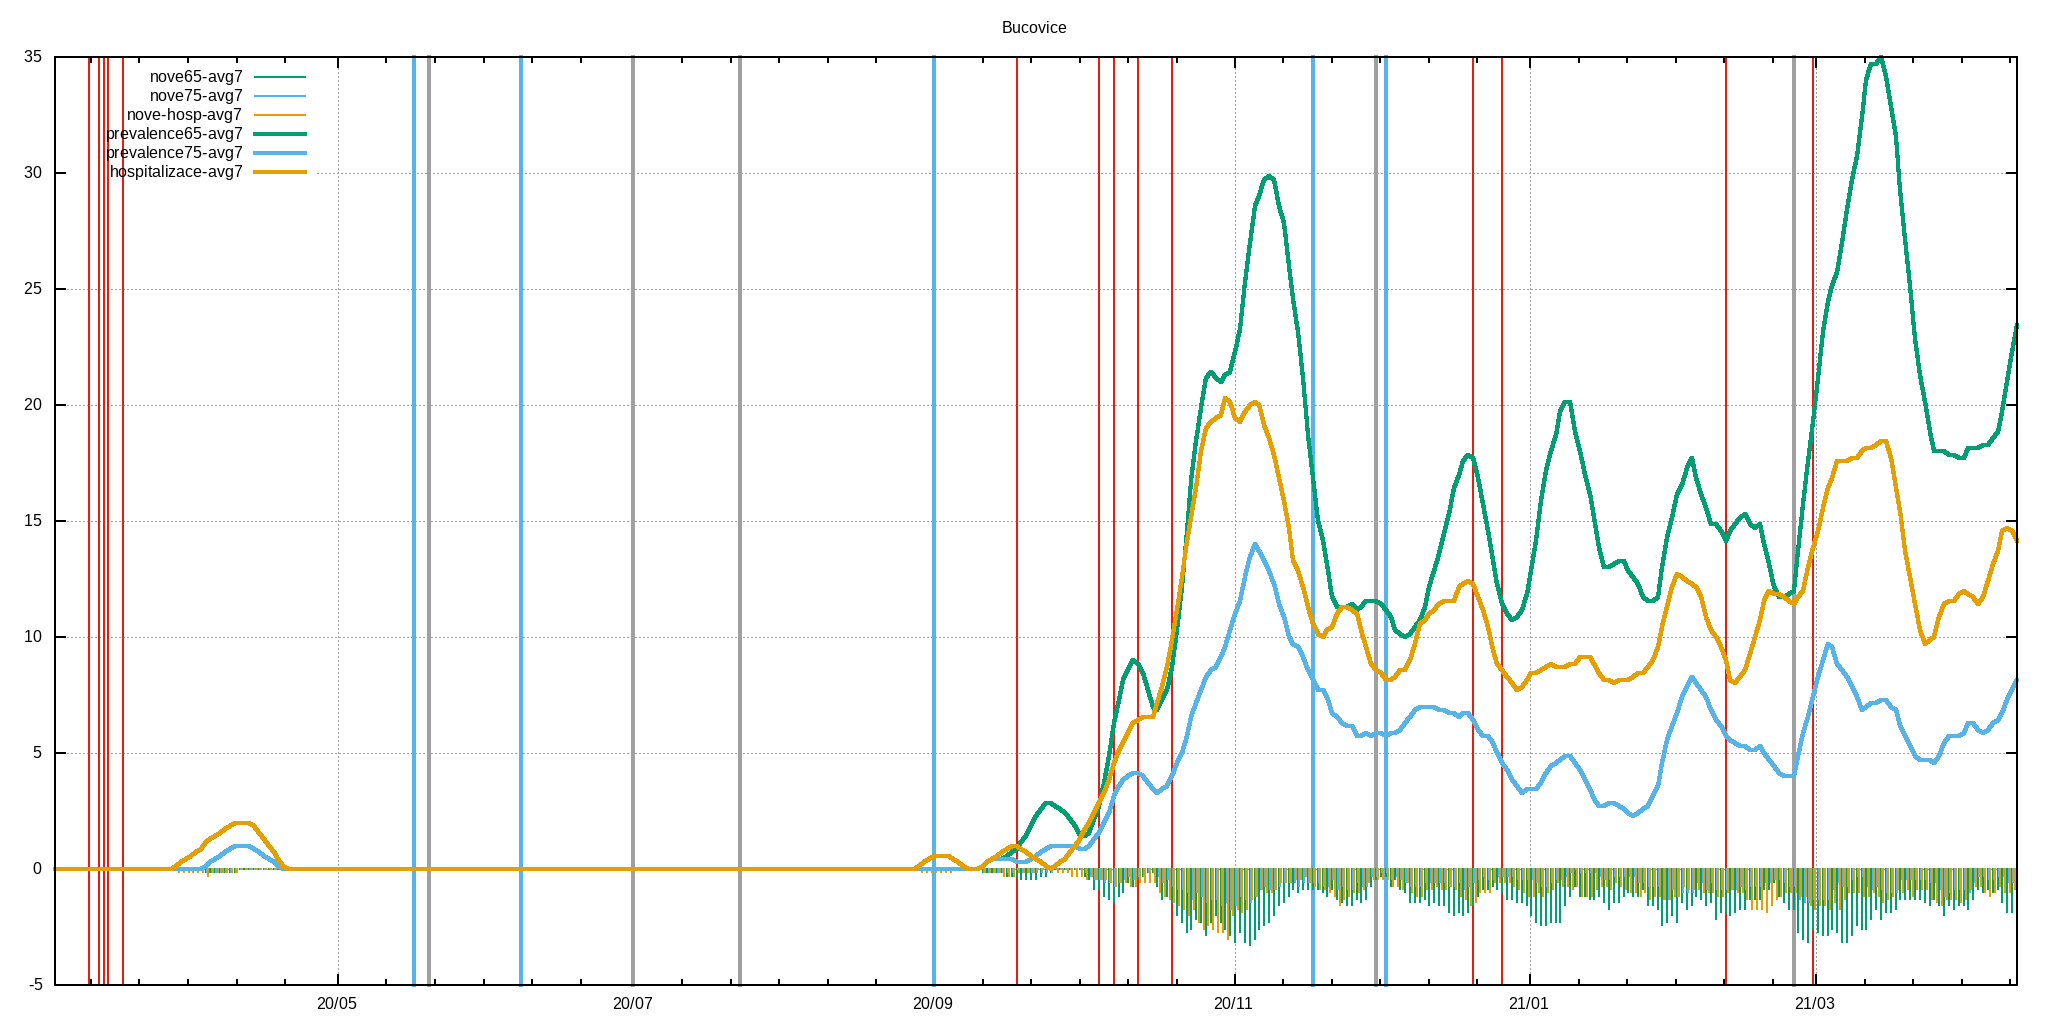 Bucovice
35
30
25
20
15
10
5
0
-5
nove65-avg7
nove75-avg7
nove-hosp-avg7
prevalence65-avg7
prevalence75-avg7
hospitalizace-avg7
20/05 20/07 20/09 20/11 21/01 21/03